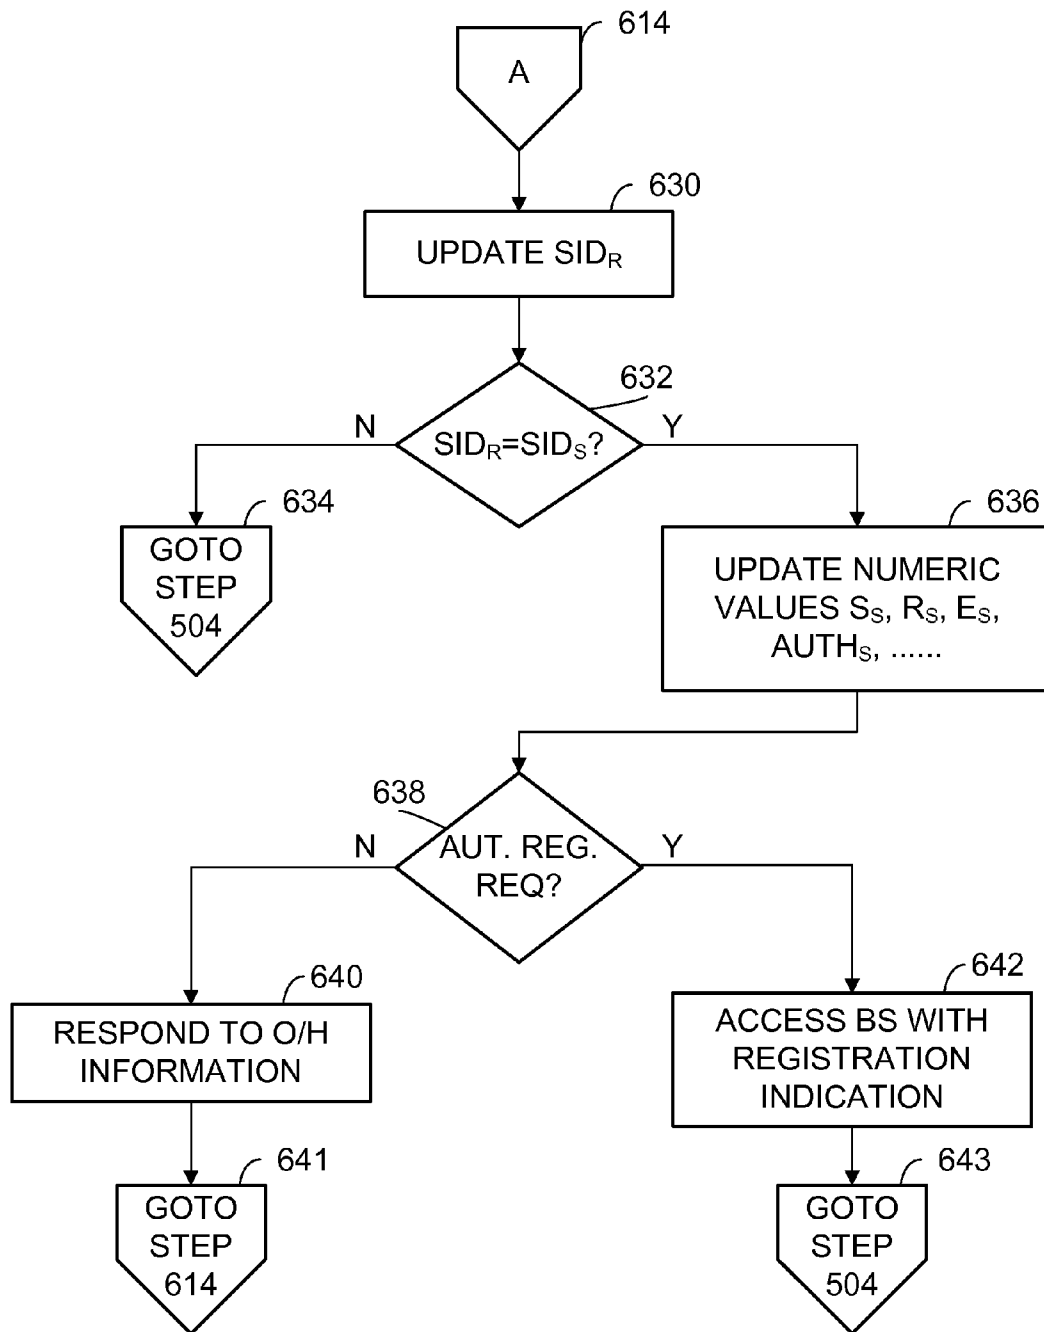 614
A
630
UPDATE SIDR
632
N
SIDR=SIDS?
Y
634
GOTO
STEP
504
636
UPDATE NUMERIC
VALUES SS, RS, ES,
AUTHS, ......
638
N
AUT. REG.
REQ?
Y
640
RESPOND TO O/H
INFORMATION
642
ACCESS BS WITH
REGISTRATION
INDICATION
641
GOTO
STEP
614
643
GOTO
STEP
504